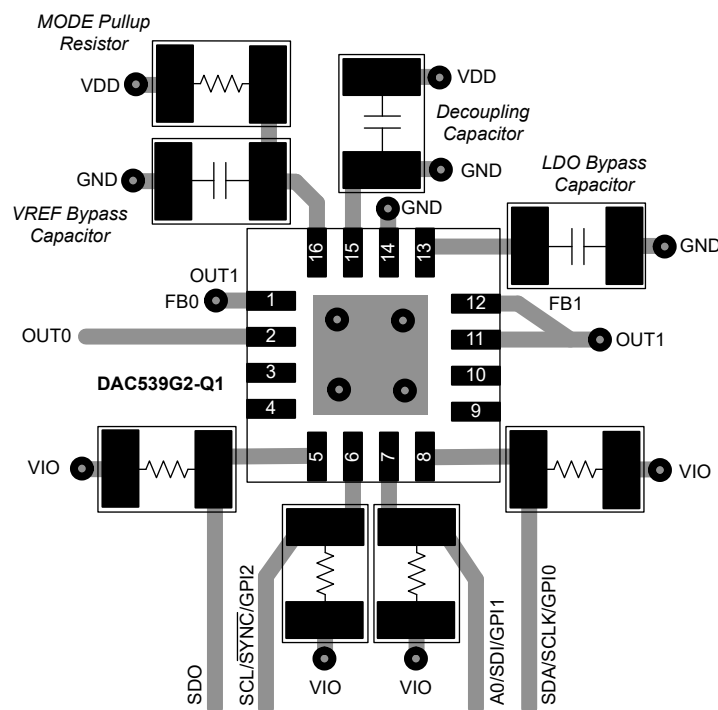 MODE Pullup
Resistor
VDD
VDD
Decoupling
Capacitor
GND
GND
VREF Bypass
Capacitor
GND
LDO Bypass
Capacitor
GND
16
15
14
13
OUT1
FB0
1
12
FB1
OUT0
2
11
OUT1
3
10
DAC539G2-Q1
4
9
VIO
5
6
7
8
VIO
SDO
SCL/SYNC/GPI2
VIO
VIO
A0/SDI/GPI1
SDA/SCLK/GPI0